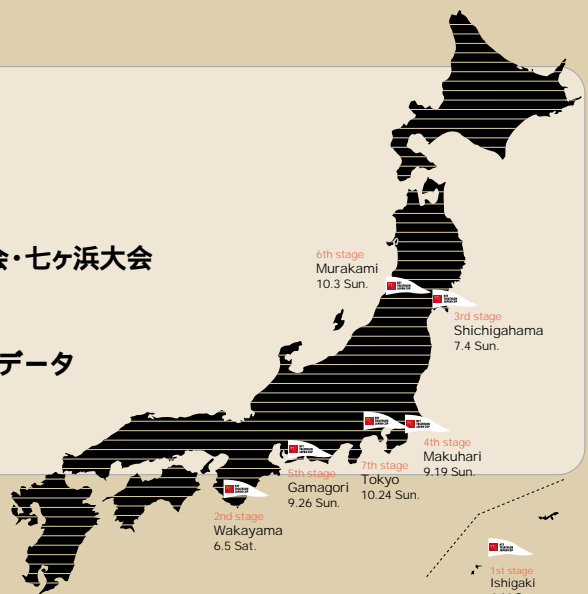 会・七ヶ浜大会
データ
6th stage
Murakami
10.3 Sun.
3rd stage
Shichigahama
7.4 Sun.
4th stage
Makuhari
9.19 Sun.
5th stage
Gamagori
9.26 Sun.
7th stage
Tokyo
10.24 Sun.
2nd stage
Wakayama
6.5 Sat.
1st stage
Ishigaki